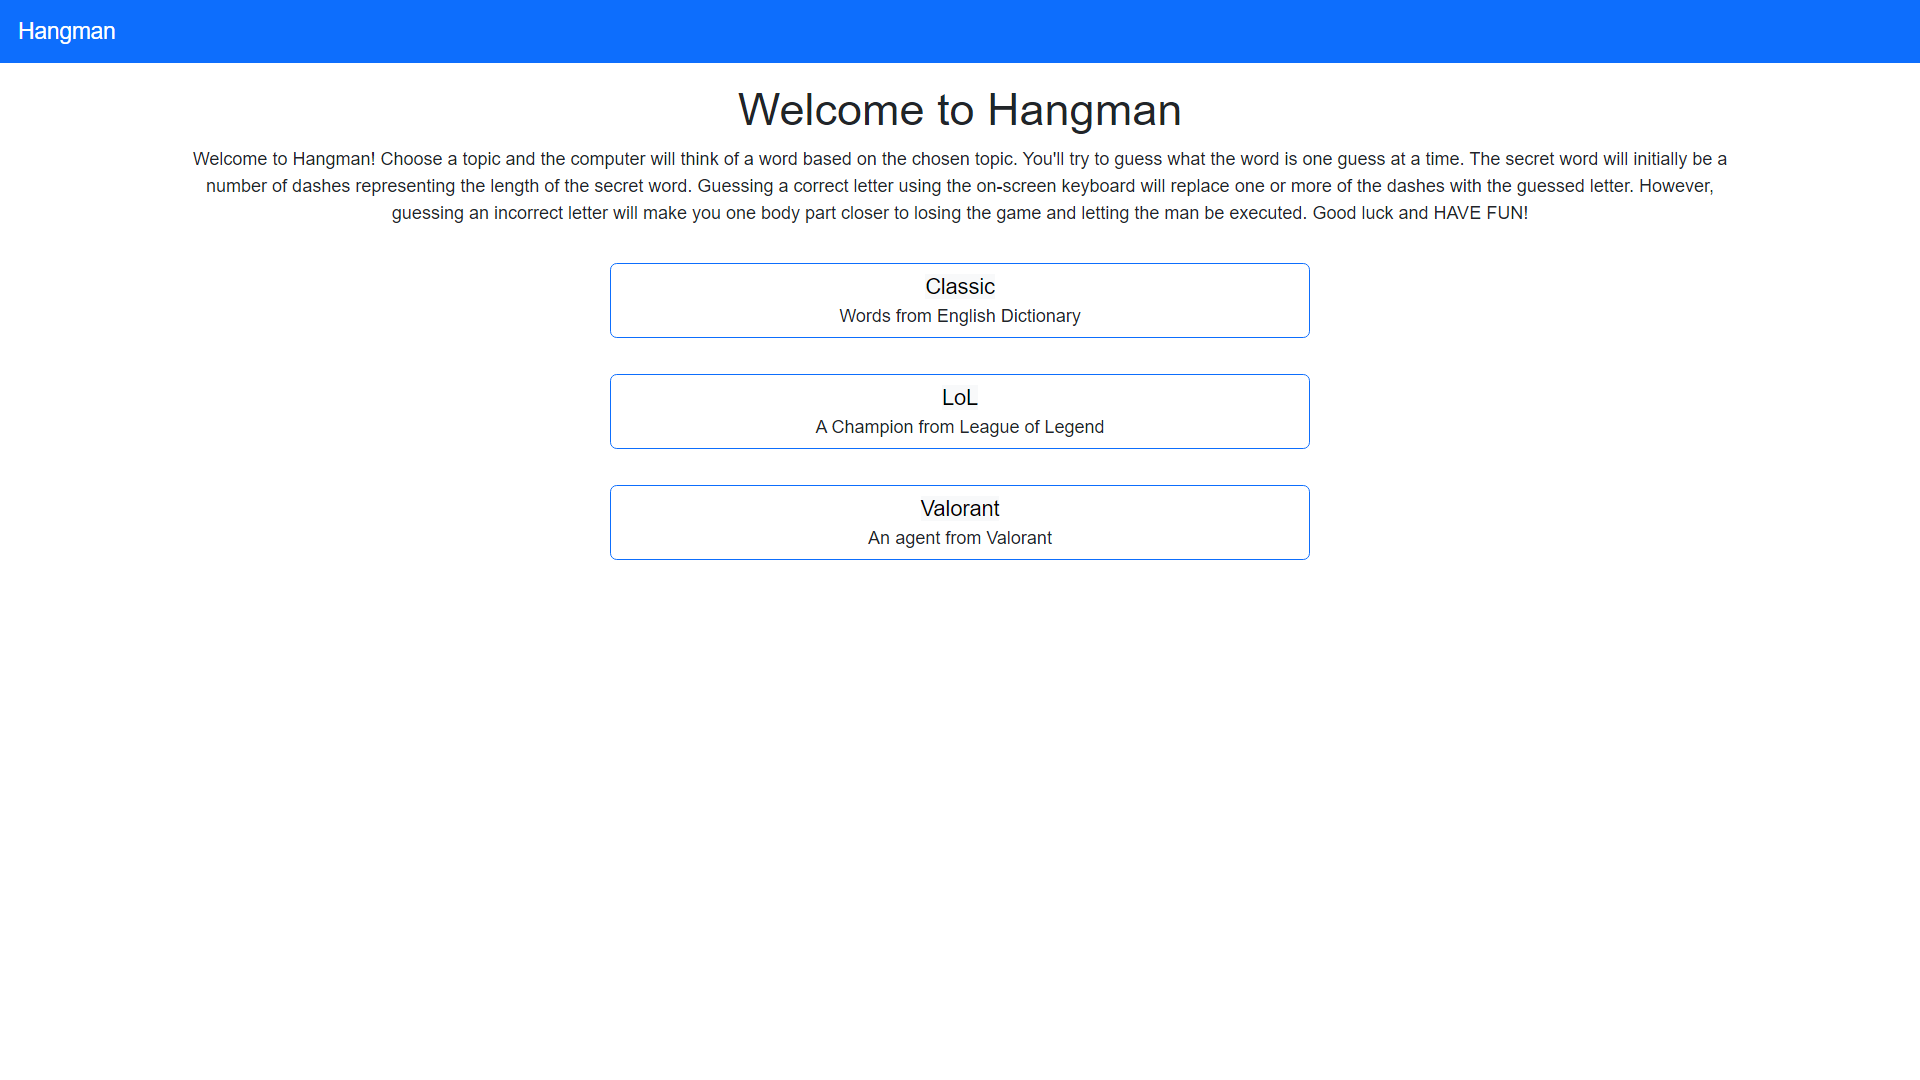 Hangman
Welcome to Hangman
Welcome to Hangman! Choose a topic and the computer will think of a word based on the chosen topic. You'll try to guess what the word is one guess at a time. The secret word will initially be a
number of dashes representing the length of the secret word. Guessing a correct letter using the on-screen keyboard will replace one or more of the dashes with the guessed letter. However,
guessing an incorrect letter will make you one body part closer to losing the game and letting the man be executed. Good luck and HAVE FUN!
Classic
Words from English Dictionary
LoL
A Champion from League of Legend
Valorant
An agent from Valorant